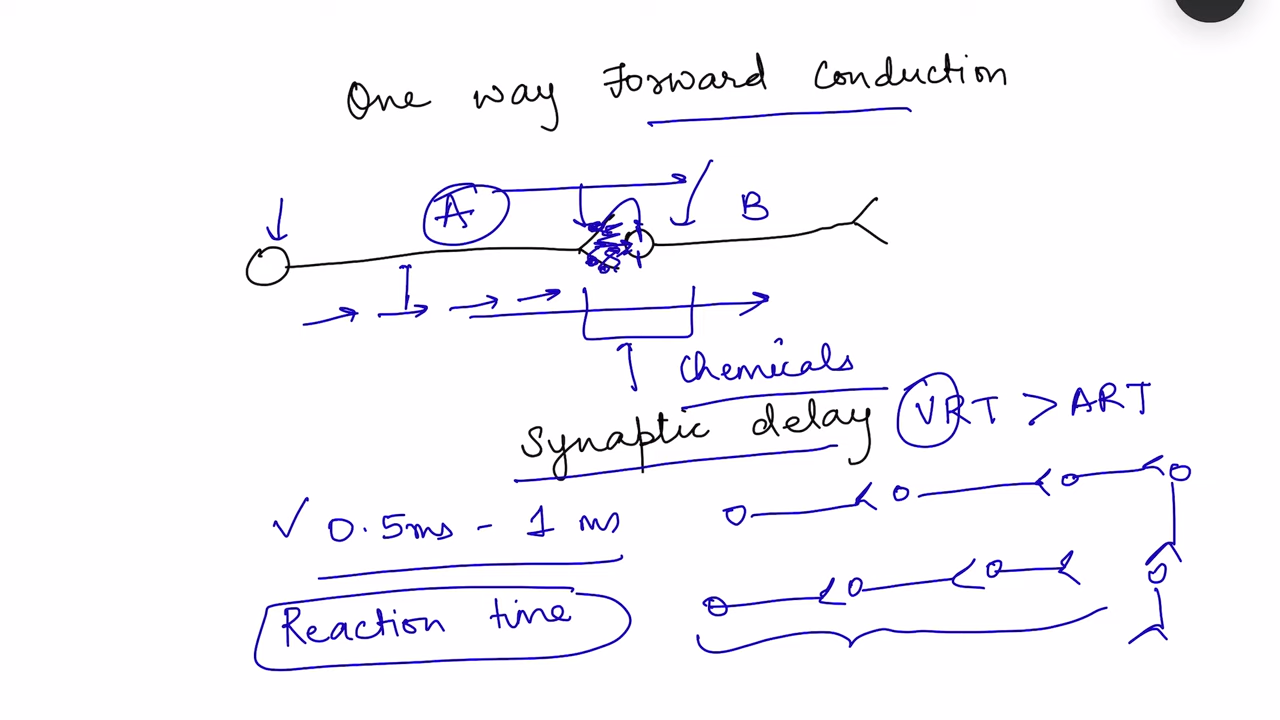 One way Forward Conduction
A B
Chemicals
Synaptic delay VRT > ART
✓ 0.5ms - 1 ms
Reaction time